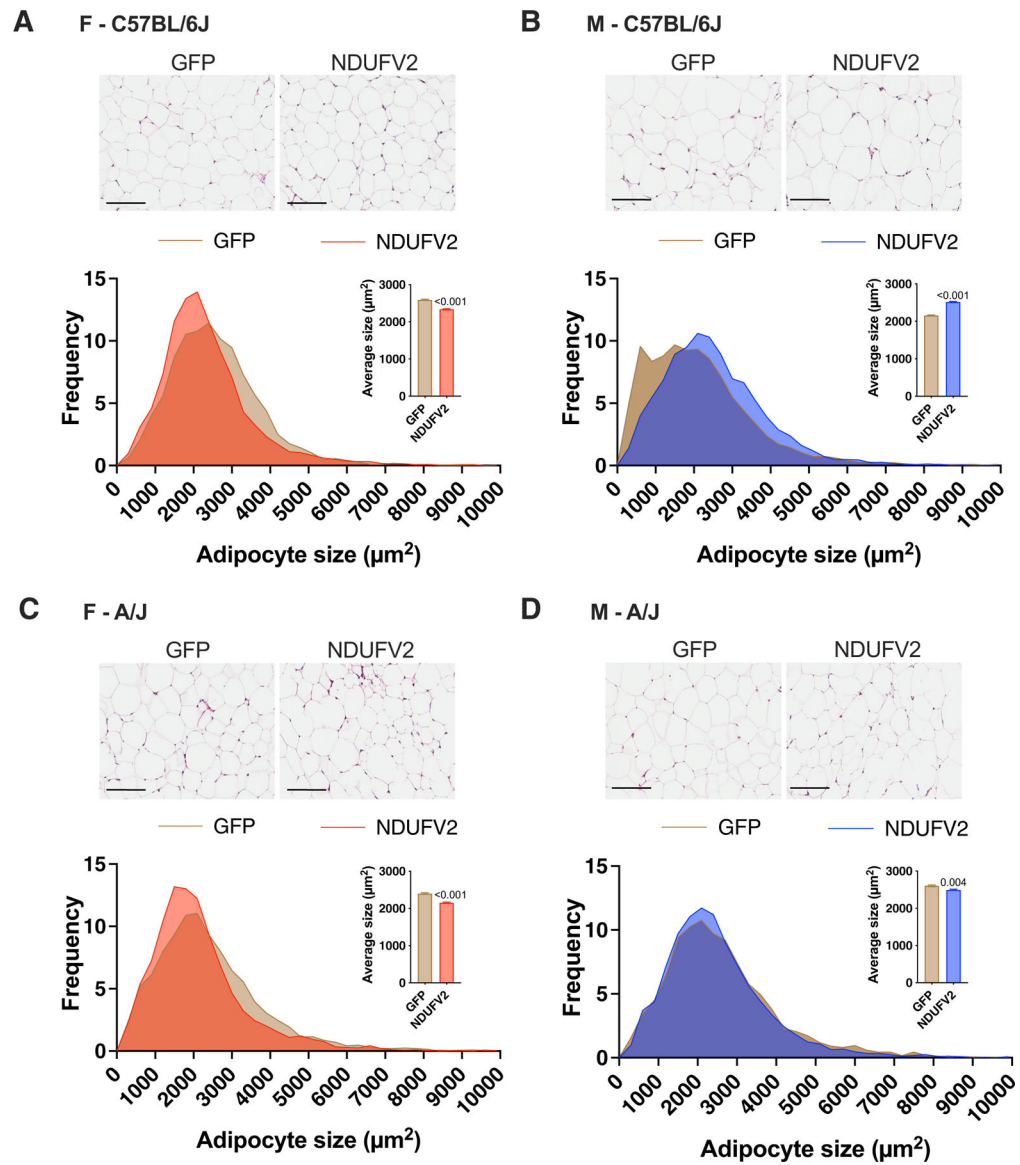 A F - C57BL/6J
GFP NDUFV2
GFP NDUFV2
15
10
5
0
Frequency
0 1000 2000 3000 4000 5000 6000 7000 8000 9000 10000
Adipocyte size (µm²)
3000
2000
1000
0
Average size (µm²)
<0.001
GFP NDUFV2
B M - C57BL/6J
GFP NDUFV2
GFP NDUFV2
15
10
5
0
Frequency
0 1000 2000 3000 4000 5000 6000 7000 8000 9000 10000
Adipocyte size (µm²)
3000
2000
1000
0
Average size (µm²)
<0.001
GFP NDUFV2
C F - A/J
GFP NDUFV2
GFP NDUFV2
15
10
5
0
Frequency
0 1000 2000 3000 4000 5000 6000 7000 8000 9000 10000
Adipocyte size (µm²)
3000
2000
1000
0
Average size (µm²)
<0.001
GFP NDUFV2
D M - A/J
GFP NDUFV2
GFP NDUFV2
15
10
5
0
Frequency
0 1000 2000 3000 4000 5000 6000 7000 8000 9000 10000
Adipocyte size (µm²)
3000
2000
1000
0
Average size (µm²)
0.004
GFP NDUFV2